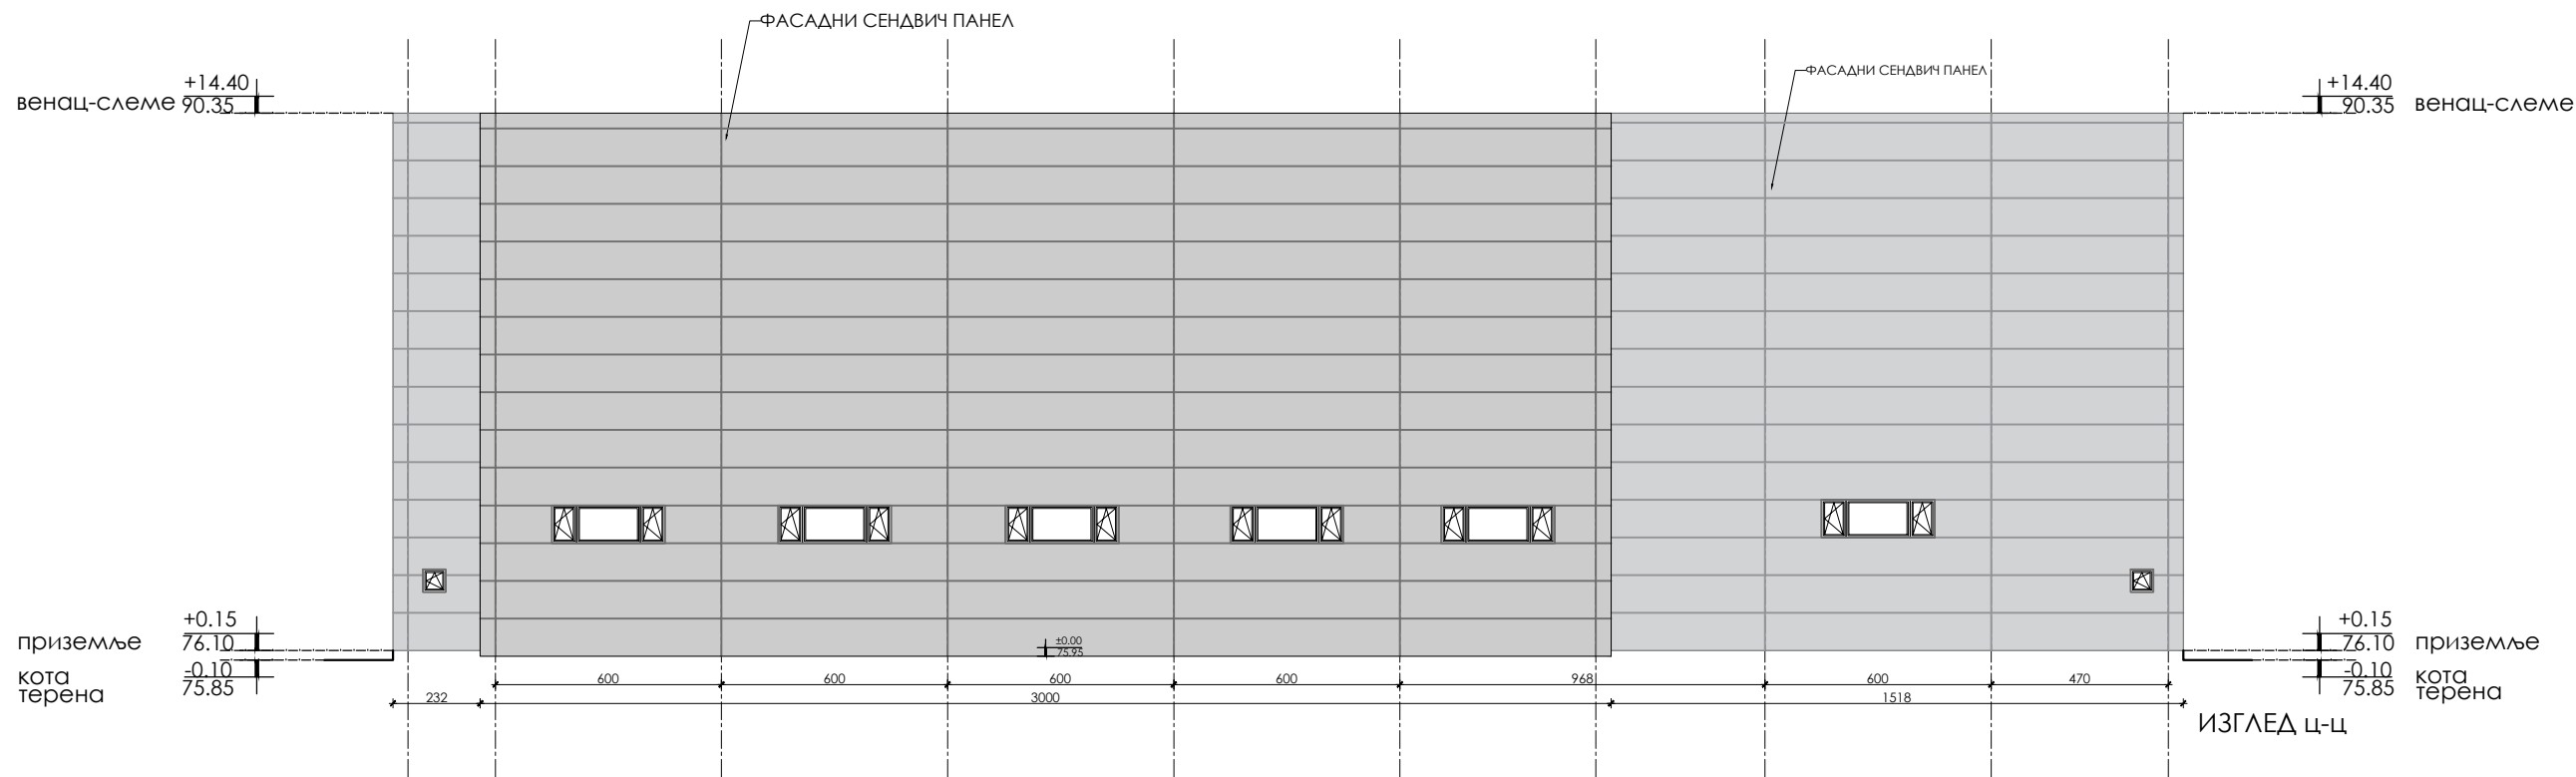 ФАСАДНИ СЕНДВИЧ ПАНЕЛ
ФАСАДНИ СЕНДВИЧ ПАНЕЛ
+14.40
венац-слеме 90.35
+14.40
90.35 венац-слеме
+0.15
приземље 76.10
-0.10
кота
терена 75.85
±0.00
75.95
+0.15
76.10 приземље
-0.10
кота
75.85 терена
600 600 600 600 968 600 470
232 3000 1518
ИЗГЛЕД ц-ц